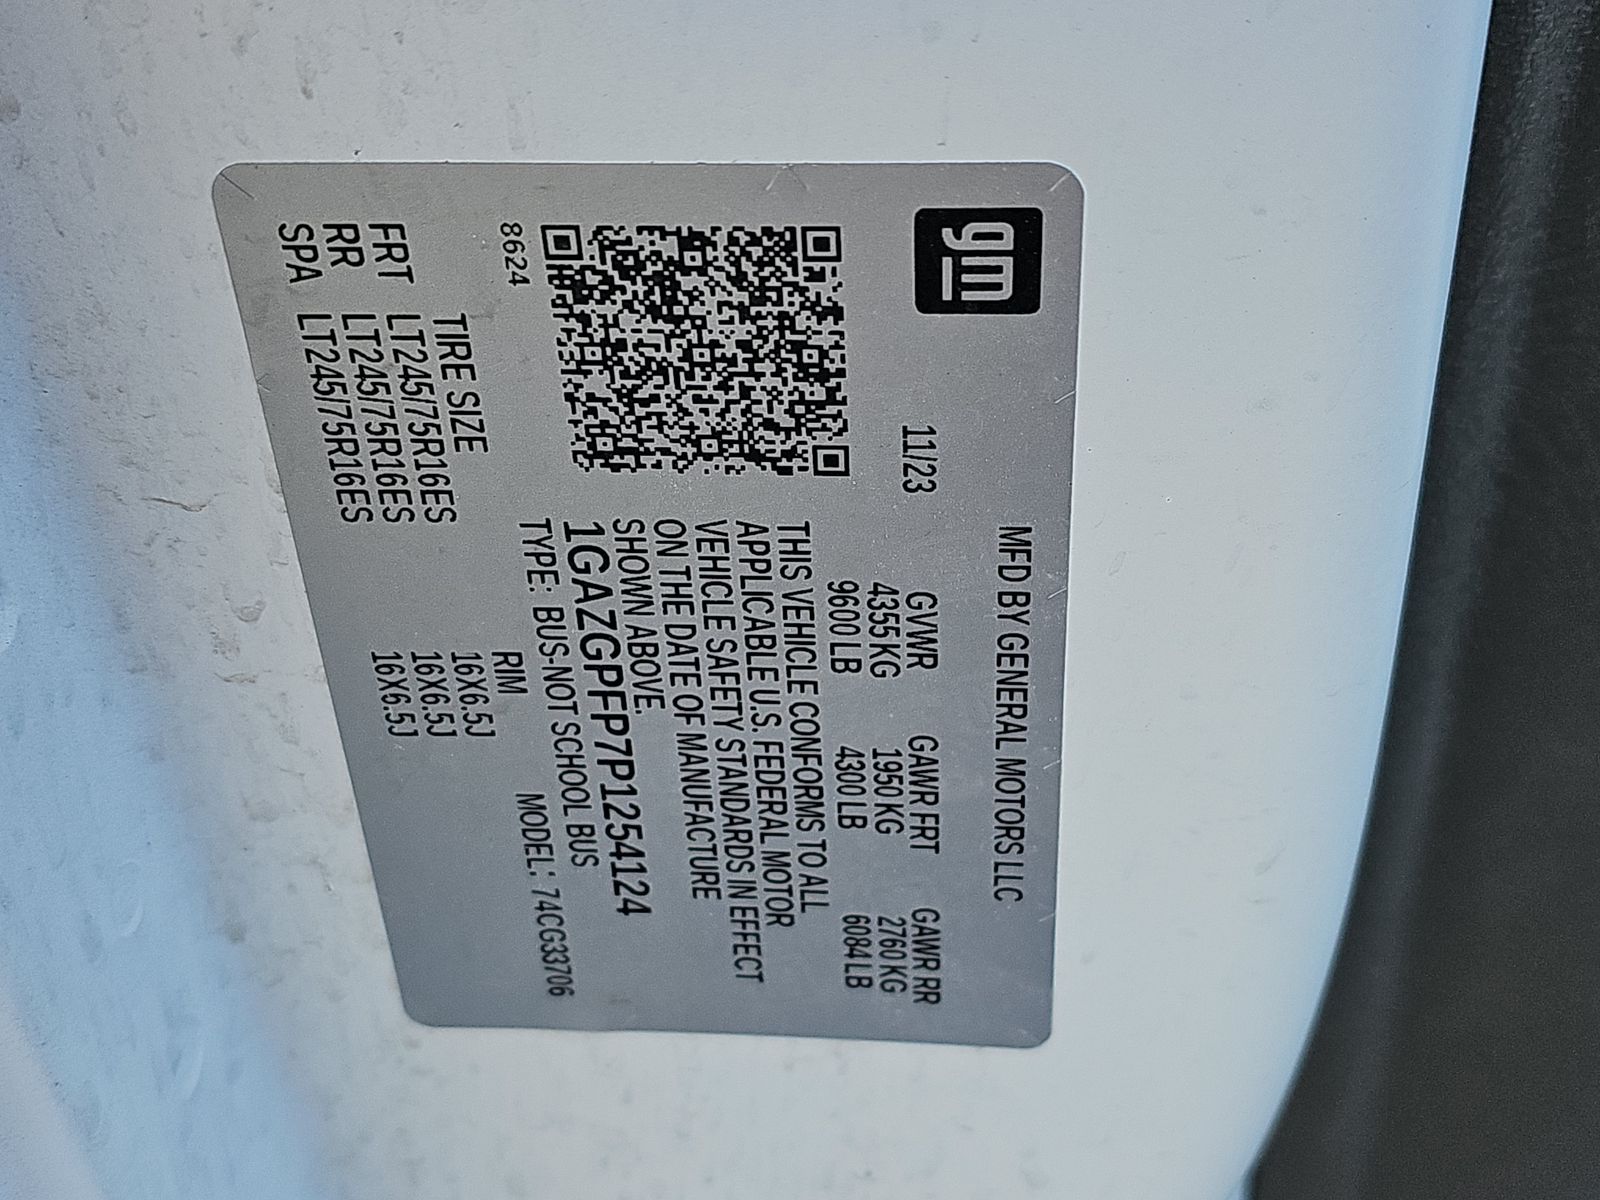 gm
MFD BY GENERAL MOTORS LLC
11/23
GVWR GAWR FRT GAWR RR
4355 KG 1950 KG 2760 KG
9600 LB 4300 LB 6084 LB
THIS VEHICLE CONFORMS TO ALL
APPLICABLE U.S. FEDERAL MOTOR
VEHICLE SAFETY STANDARDS IN EFFECT
ON THE DATE OF MANUFACTURE
SHOWN ABOVE.
1GAZGPFP7P1254124
8624
TYPE: BUS-NOT SCHOOL BUS
MODEL: 74CG33706
TIRE SIZE RIM
FRT LT245/75R16ES 16X6.5J
RR LT245/75R16ES 16X6.5J
SPA LT245/75R16ES 16X6.5J